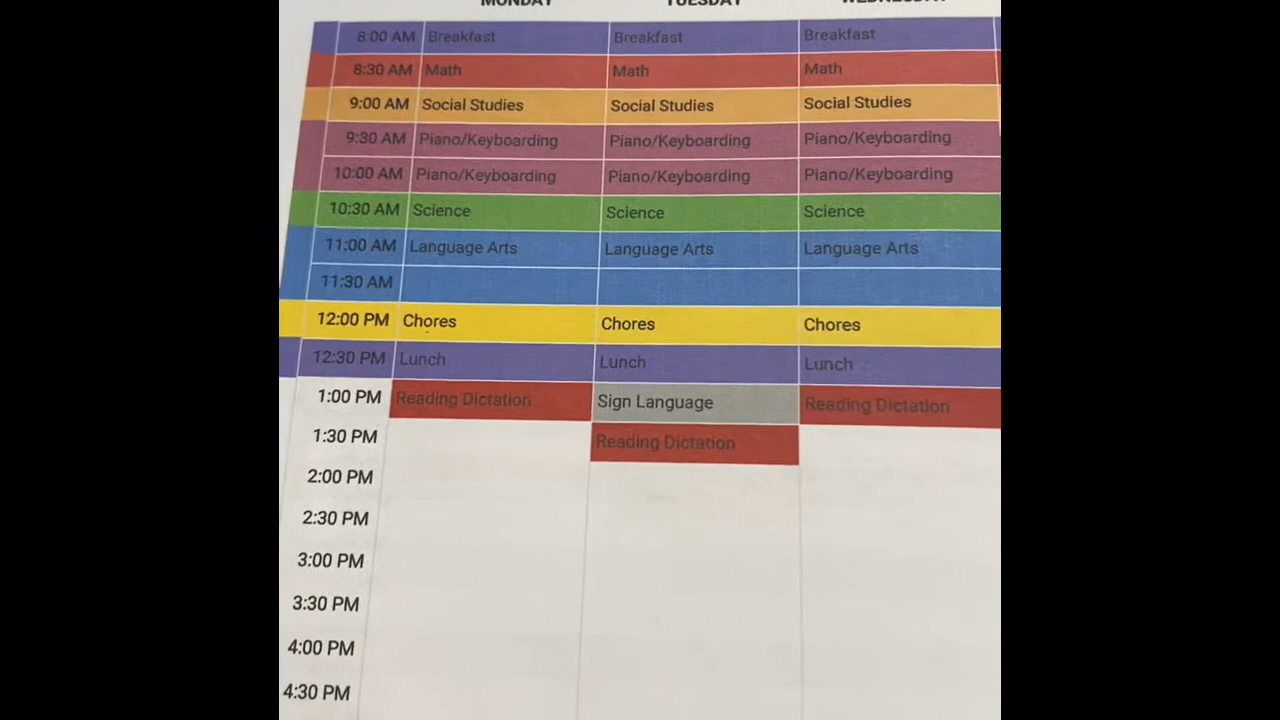 MONDAY TUESDAY WEDNESDAY
8:00 AM Breakfast Breakfast Breakfast
8:30 AM Math Math Math
9:00 AM Social Studies Social Studies Social Studies
9:30 AM Piano/Keyboarding Piano/Keyboarding Piano/Keyboarding
10:00 AM Piano/Keyboarding Piano/Keyboarding Piano/Keyboarding
10:30 AM Science Science Science
11:00 AM Language Arts Language Arts Language Arts
11:30 AM
12:00 PM Chores Chores Chores
12:30 PM Lunch Lunch Lunch
1:00 PM Reading Dictation Sign Language Reading Dictation
1:30 PM Reading Dictation
2:00 PM
2:30 PM
3:00 PM
3:30 PM
4:00 PM
4:30 PM